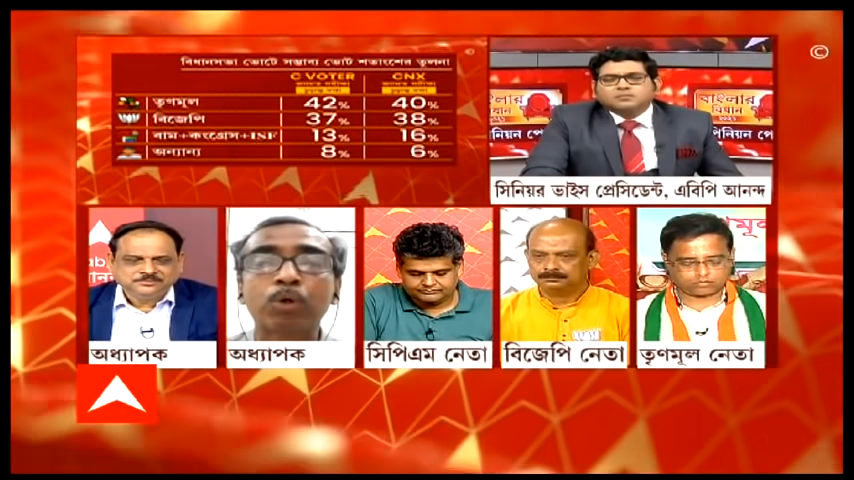 বিধানসভা ভোটে সম্ভাব্য ভোট শতাংশের তুলনা
C VOTER CNX
তৃণমূল 42% 40%
বিজেপি 37% 38%
বাম+কংগ্রেস+ISF 13% 16%
অন্যান্য 8% 6%
©
বাংলার
২০২১
সিনিয়র ভাইস প্রেসিডেন্ট, এবিপি আনন্দ
অধ্যাপক
অধ্যাপক
সিপিএম নেতা
বিজেপি নেতা
তৃণমূল নেতা